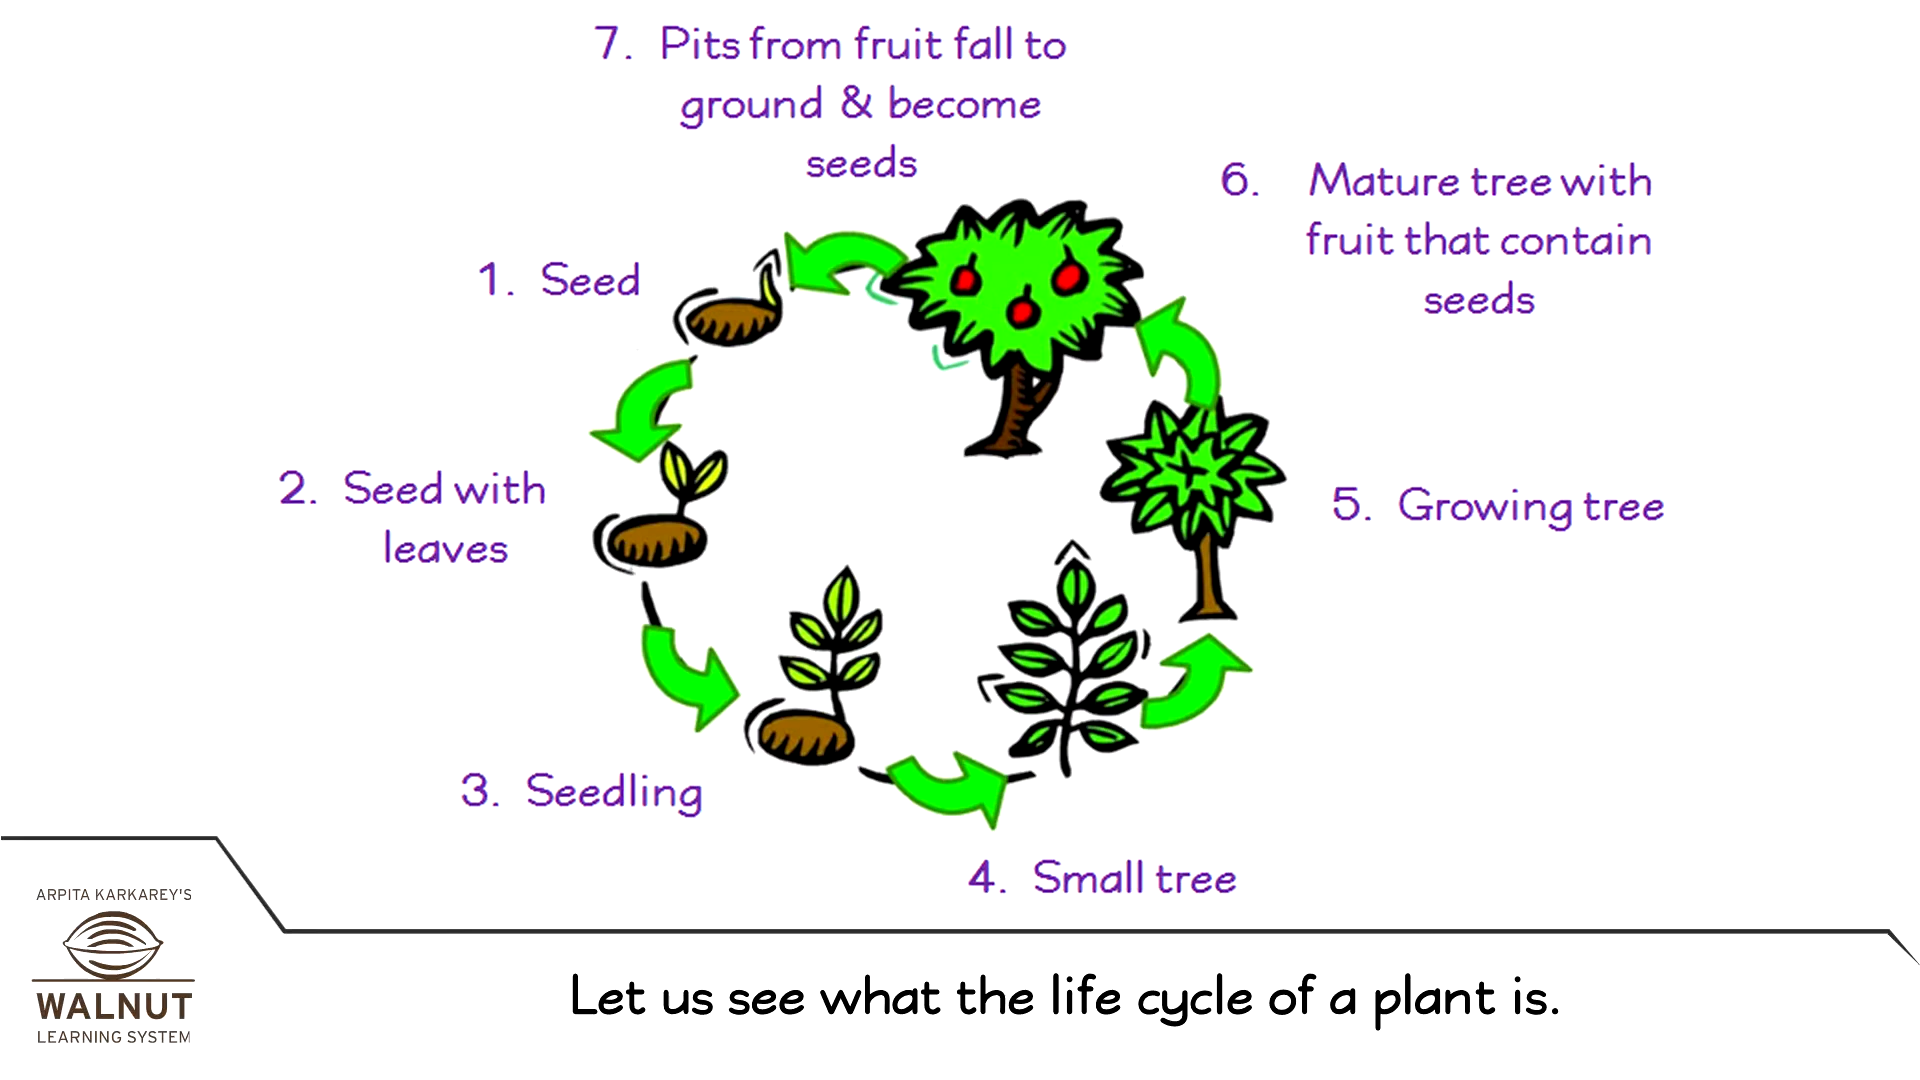 7. Pits from fruit fall to
ground & become
seeds
6. Mature tree with
fruit that contain
seeds
1. Seed
2. Seed with
leaves
5. Growing tree
3. Seedling
4. Small tree
ARPITA KARKAREY'S
WALNUT
LEARNING SYSTEM
Let us see what the life cycle of a plant is.